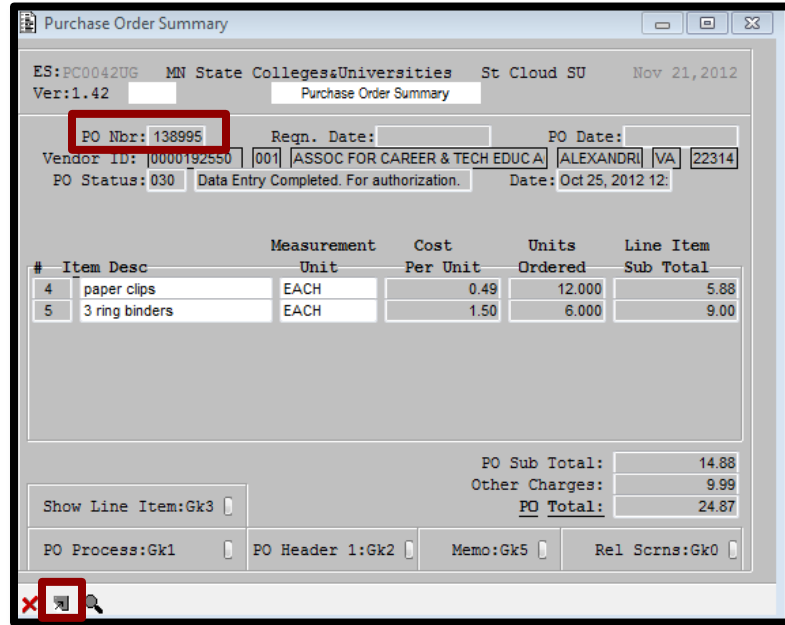 Purchase Order Summary
ES:PC0042UG MN State Colleges&Universities St Cloud SU Nov 21,2012
Ver:1.42 Purchase Order Summary
PO Nbr: 138995 Reqn. Date: PO Date:
Vendor ID: 0000192550 001 ASSOC FOR CAREER & TECH EDUC A ALEXANDRI VA 22314
PO Status: 030 Data Entry Completed. For authorization. Date: Oct 25, 2012 12:
Measurement Cost Units Line Item
# Item Desc Unit Per Unit Ordered Sub Total
4 paper clips EACH 0.49 12.000 5.88
5 3 ring binders EACH 1.50 6.000 9.00
PO Sub Total: 14.88
Other Charges: 9.99
Show Line Item:Gk3 PO Total: 24.87
PO Process:Gk1 PO Header 1:Gk2 Memo:Gk5 Rel Scrns:Gk0